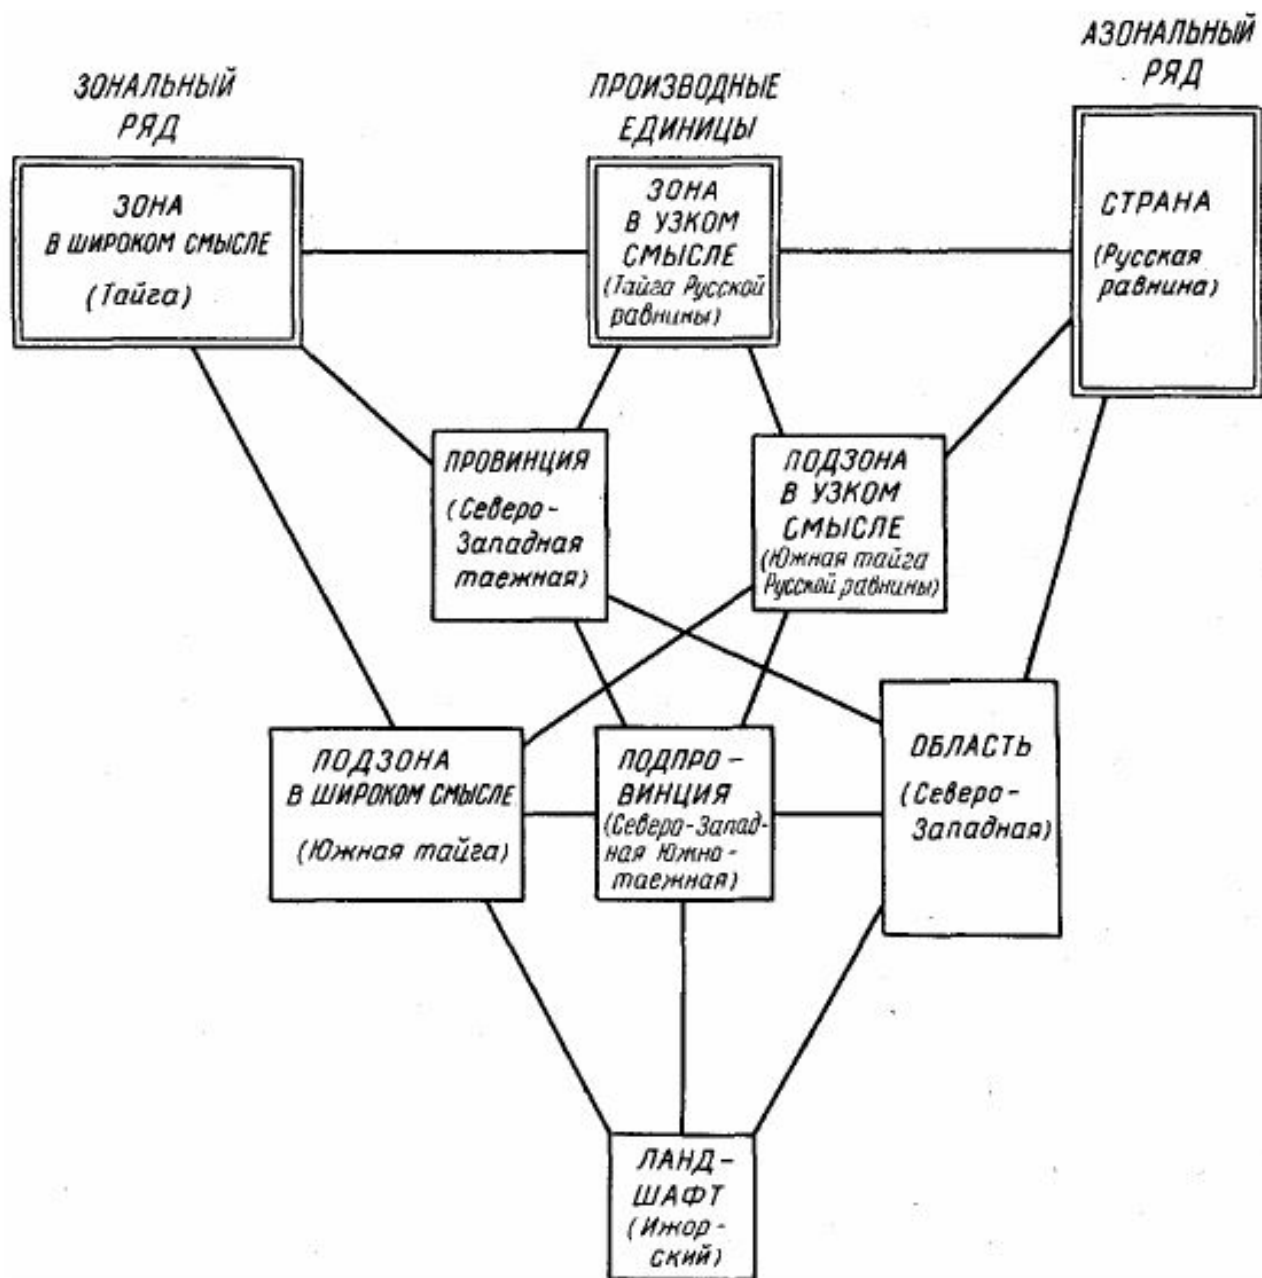 АЗОНАЛЬНЫЙ
РЯД
ЗОНАЛЬНЫЙ
РЯД
ПРОИЗВОДНЫЕ
ЕДИНИЦЫ
ЗОНА
В ШИРОКОМ СМЫСЛЕ
(Тайга)
ЗОНА
В УЗКОМ
СМЫСЛЕ
(Тайга Русской
равнины)
СТРАНА
(Русская
равнина)
ПРОВИНЦИЯ
(Северо-
Западная
таежная)
ПОДЗОНА
В УЗКОМ
СМЫСЛЕ
(Южная тайга
Русской равнины)
ПОДЗОНА
В ШИРОКОМ СМЫСЛЕ
(Южная тайга)
ПОДПРО-
ВИНЦИЯ
(Северо-Запад-
ная Южно-
таежная)
ОБЛАСТЬ
(Северо-
Западная)
ЛАНД-
ШАФТ
(Ижор-
ский)